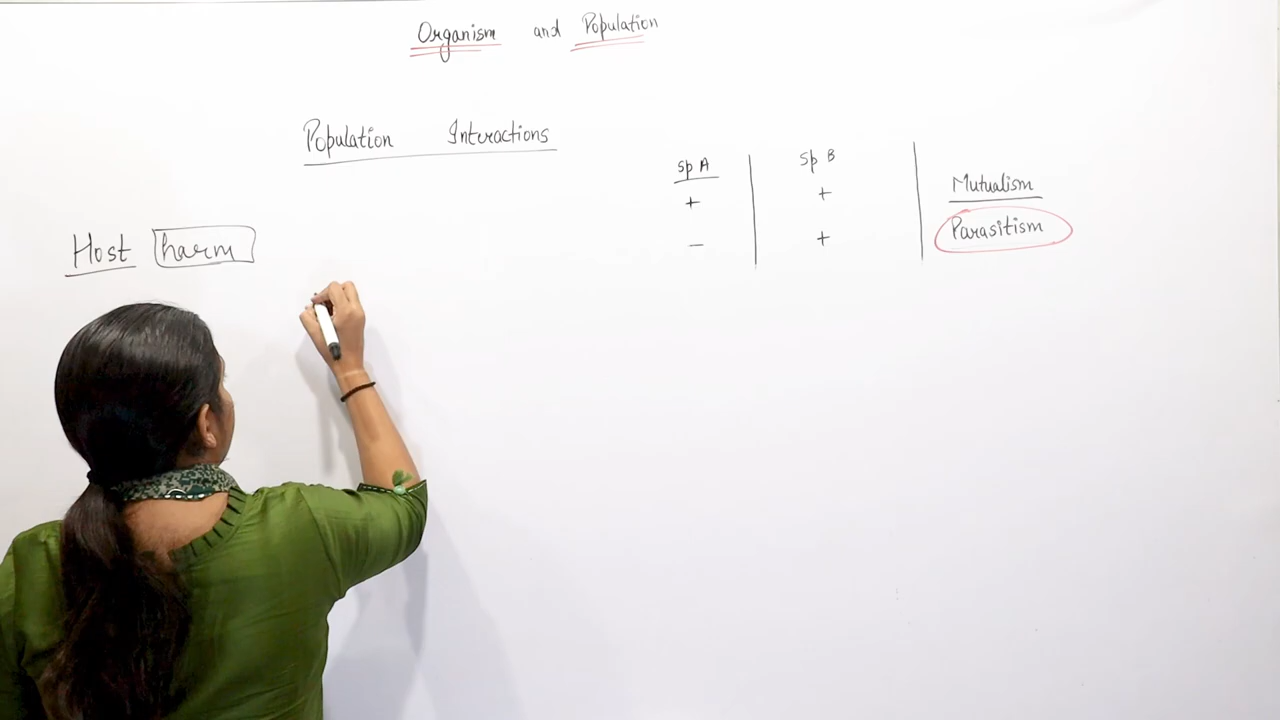 Organism and Population
Population Interactions
Sp A Sp B
+ + Mutualism
- + Parasitism
Host harm